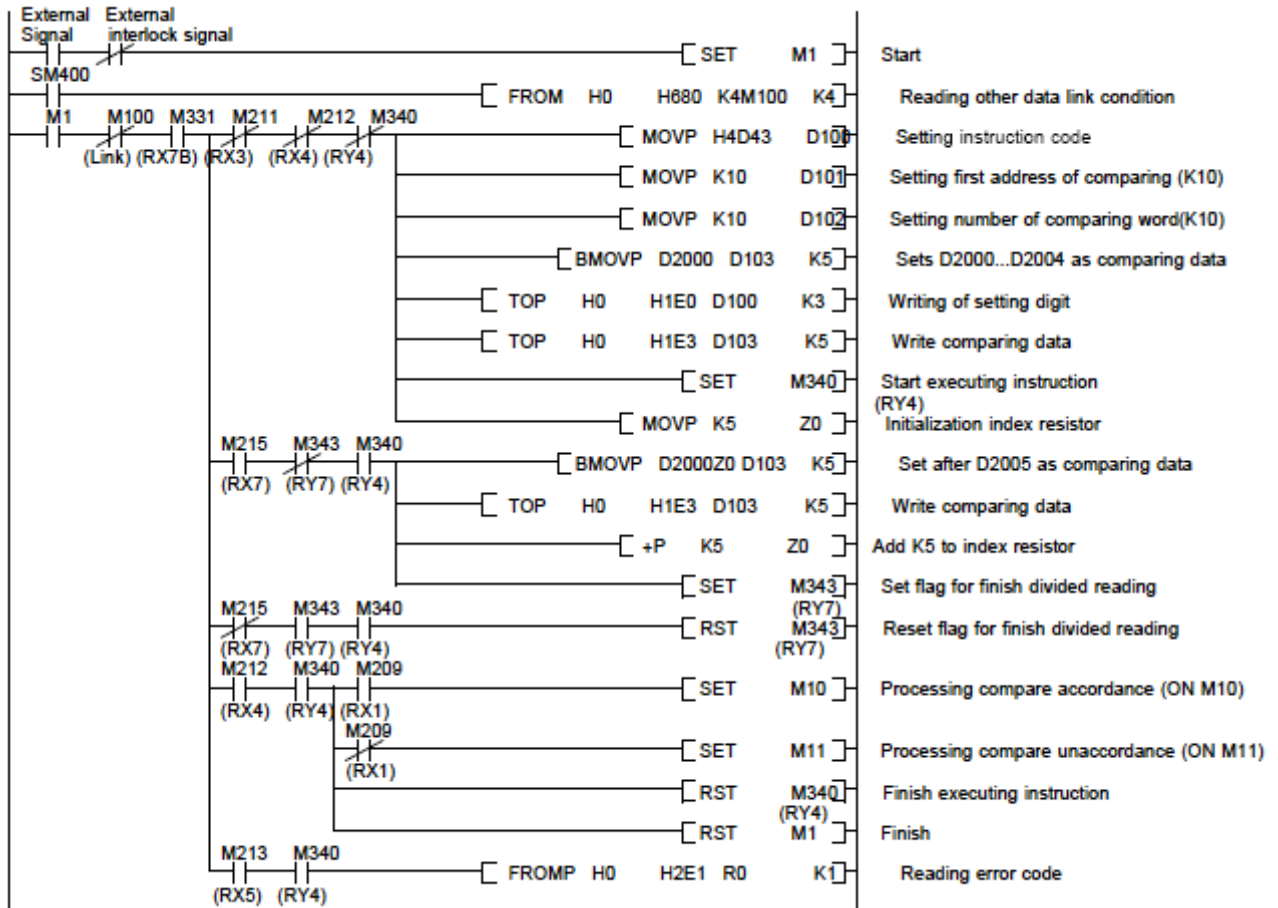 External External
Signal interlock signal
SET M1 Start
SM400
FROM H0 H680 K4M100 K4 Reading other data link condition
M1 M100 M331 M211 M212 M340
MOVP H4D43 D100 Setting instruction code
(Link) (RX7B) (RX3) (RX4) (RY4)
MOVP K10 D101 Setting first address of comparing (K10)
MOVP K10 D102 Setting number of comparing word(K10)
BMOVP D2000 D103 K5 Sets D2000...D2004 as comparing data
TOP H0 H1E0 D100 K3 Writing of setting digit
TOP H0 H1E3 D103 K5 Write comparing data
SET M340 Start executing instruction
(RY4)
MOVP K5 Z0 Initialization index resistor
M215 M343 M340
BMOVP D2000Z0 D103 K5 Set after D2005 as comparing data
(RX7) (RY7) (RY4)
TOP H0 H1E3 D103 K5 Write comparing data
+P K5 Z0 Add K5 to index resistor
SET M343 Set flag for finish divided reading
(RY7)
M215 M343 M340
RST M343 Reset flag for finish divided reading
(RX7) (RY7) (RY4) (RY7)
M212 M340 M209
SET M10 Processing compare accordance (ON M10)
(RX4) (RY4) (RX1)
M209
SET M11 Processing compare unaccordance (ON M11)
(RX1)
RST M340 Finish executing instruction
(RY4)
RST M1 Finish
M213 M340
FROMP H0 H2E1 R0 K1 Reading error code
(RX5) (RY4)